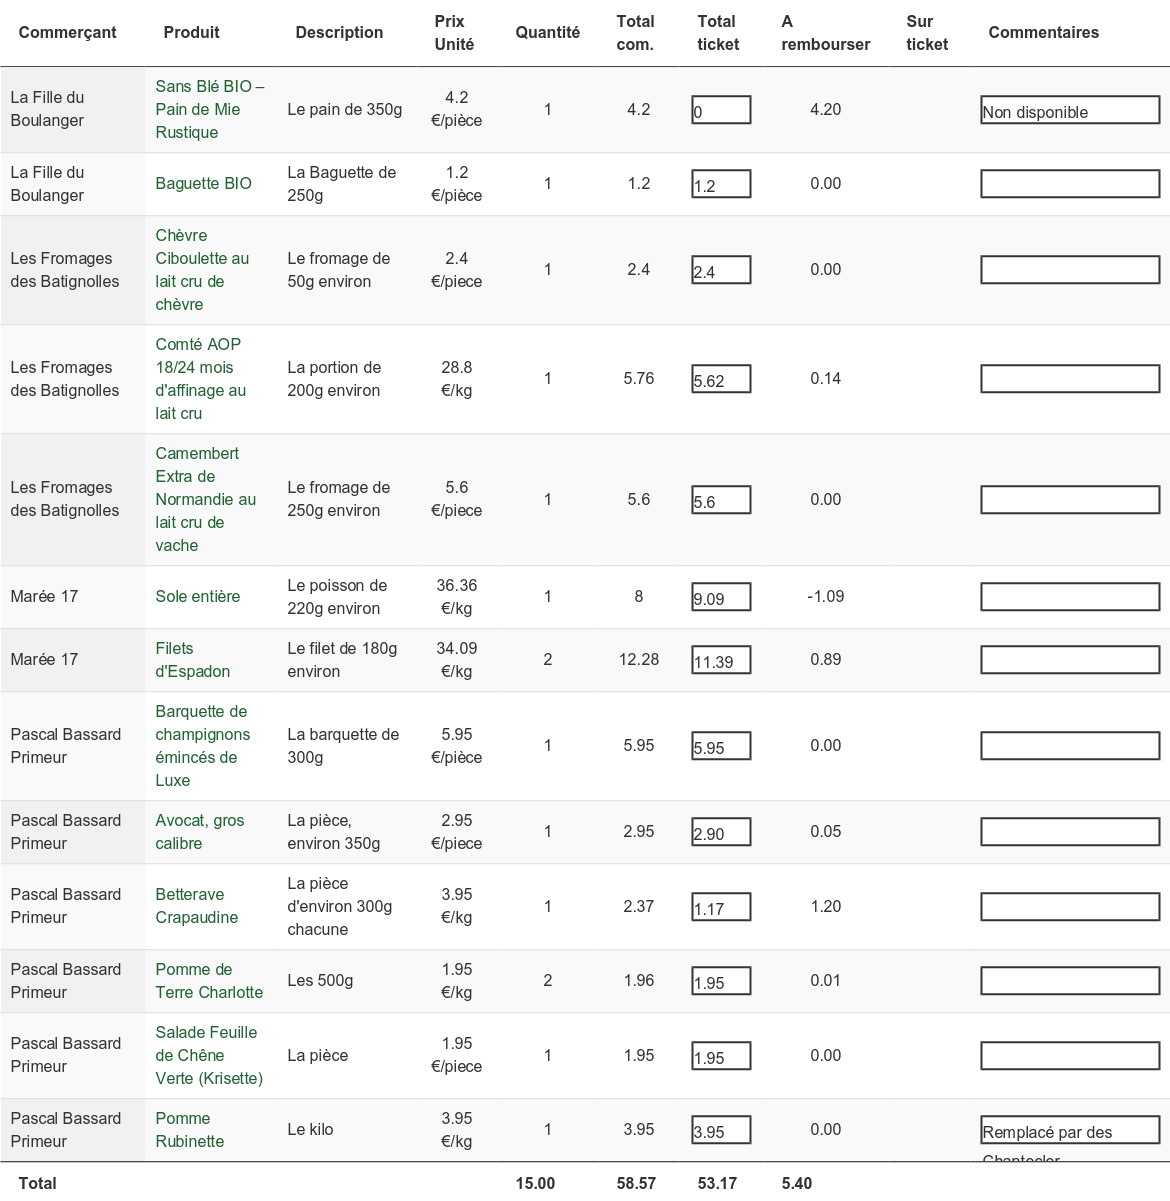 Commerçant Produit Description Prix Unité Quantité Total com. Total ticket A rembourser Sur ticket Commentaires
La Fille du Boulanger Sans Blé BIO – Pain de Mie Rustique Le pain de 350g 4.2 €/pièce 1 4.2 0 4.20 Non disponible
La Fille du Boulanger Baguette BIO La Baguette de 250g 1.2 €/pièce 1 1.2 1.2 0.00
Les Fromages des Batignolles Chèvre Ciboulette au lait cru de chèvre Le fromage de 50g environ 2.4 €/piece 1 2.4 2.4 0.00
Les Fromages des Batignolles Comté AOP 18/24 mois d'affinage au lait cru La portion de 200g environ 28.8 €/kg 1 5.76 5.62 0.14
Les Fromages des Batignolles Camembert Extra de Normandie au lait cru de vache Le fromage de 250g environ 5.6 €/piece 1 5.6 5.6 0.00
Marée 17 Sole entière Le poisson de 220g environ 36.36 €/kg 1 8 9.09 -1.09
Marée 17 Filets d'Espadon Le filet de 180g environ 34.09 €/kg 2 12.28 11.39 0.89
Pascal Bassard Primeur Barquette de champignons émincés de Luxe La barquette de 300g 5.95 €/pièce 1 5.95 5.95 0.00
Pascal Bassard Primeur Avocat, gros calibre La pièce, environ 350g 2.95 €/piece 1 2.95 2.90 0.05
Pascal Bassard Primeur Betterave Crapaudine La pièce d'environ 300g chacune 3.95 €/kg 1 2.37 1.17 1.20
Pascal Bassard Primeur Pomme de Terre Charlotte Les 500g 1.95 €/kg 2 1.96 1.95 0.01
Pascal Bassard Primeur Salade Feuille de Chêne Verte (Krisette) La pièce 1.95 €/piece 1 1.95 1.95 0.00
Pascal Bassard Primeur Pomme Rubinette Le kilo 3.95 €/kg 1 3.95 3.95 0.00 Remplacé par des Chantecler
Total 15.00 58.57 53.17 5.40